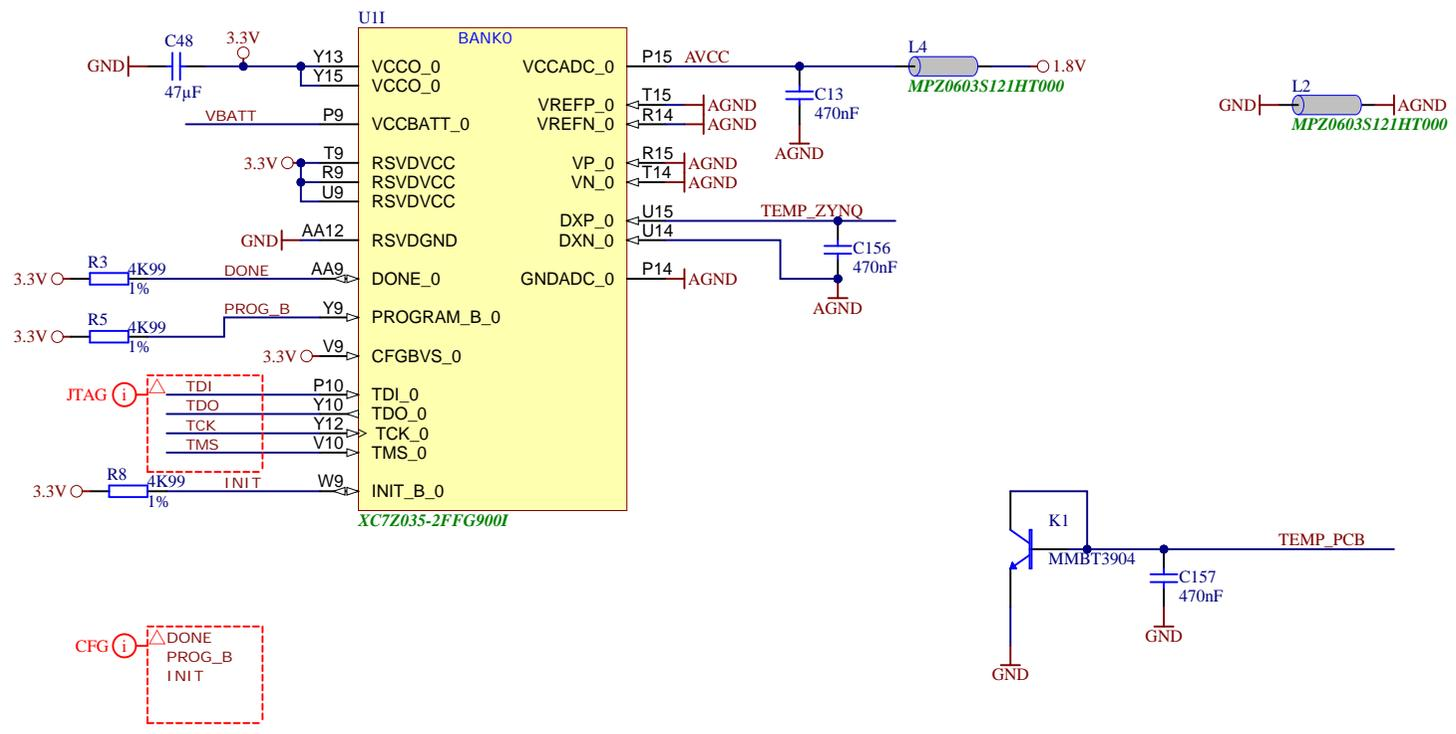 U1I
BANK0
GND
C48
47µF
3.3V
Y13
VCCO_0
Y15
VCCO_0
VBATT
P9
VCCBATT_0
3.3V
T9
RSVDVCC
R9
RSVDVCC
U9
RSVDVCC
GND
AA12
RSVDGND
3.3V
R3
4K99
1%
DONE
AA9
DONE_0
3.3V
R5
4K99
1%
PROG_B
Y9
PROGRAM_B_0
3.3V
V9
CFGBVS_0
JTAG
i
TDI
P10
TDI_0
TDO
Y10
TDO_0
TCK
Y12
TCK_0
TMS
V10
TMS_0
3.3V
R8
4K99
1%
INIT
W9
INIT_B_0
XC7Z035-2FFG900I
VCCADC_0
P15
AVCC
L4
MPZ0603S121HT000
1.8V
C13
470nF
AGND
VREFP_0
T15
AGND
VREFN_0
R14
AGND
VP_0
R15
AGND
VN_0
T14
AGND
DXP_0
U15
TEMP_ZYNQ
DXN_0
U14
C156
470nF
AGND
GNDADC_0
P14
AGND
GND
L2
AGND
MPZ0603S121HT000
K1
MMBT3904
TEMP_PCB
C157
470nF
GND
GND
CFG
i
DONE
PROG_B
INIT